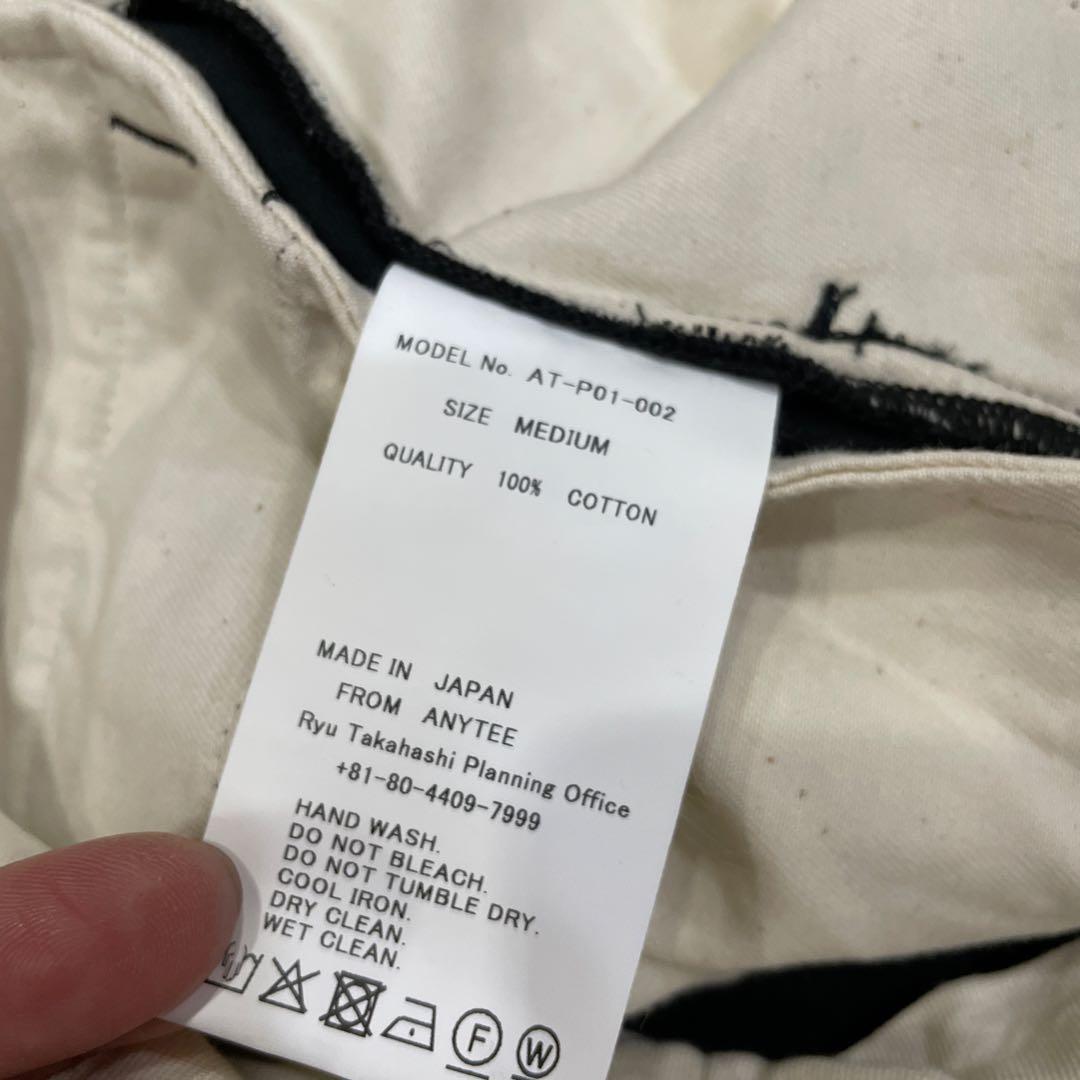 MODEL No. AT-P01-002
SIZE MEDIUM
QUALITY 100% COTTON
MADE IN JAPAN
FROM ANYTEE
Ryu Takahashi Planning Office
+81-80-4409-7999
HAND WASH.
DO NOT BLEACH.
DO NOT TUMBLE DRY.
COOL IRON.
DRY CLEAN.
WET CLEAN.
F W